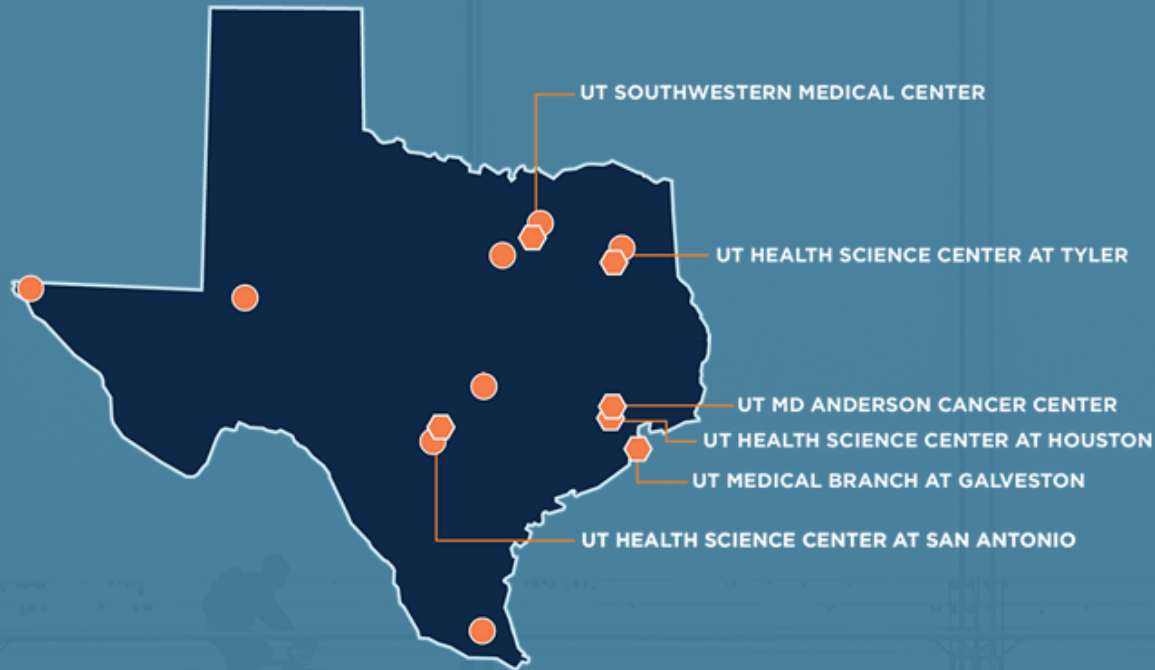 UT SOUTHWESTERN MEDICAL CENTER
UT HEALTH SCIENCE CENTER AT TYLER
UT MD ANDERSON CANCER CENTER
UT HEALTH SCIENCE CENTER AT HOUSTON
UT MEDICAL BRANCH AT GALVESTON
UT HEALTH SCIENCE CENTER AT SAN ANTONIO